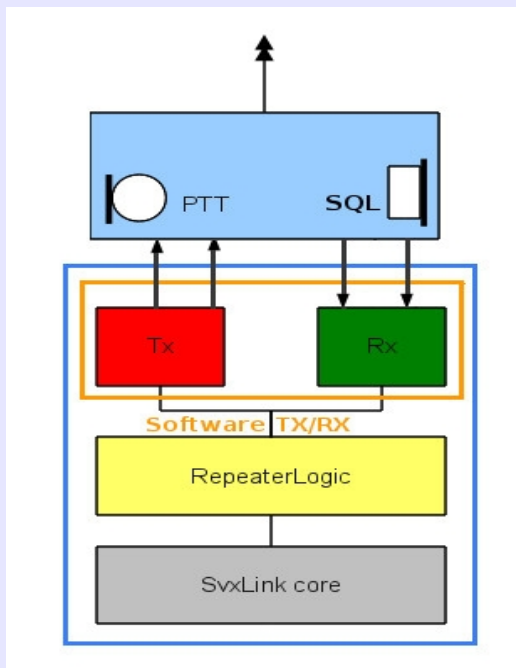 PTT SQL
Tx Rx
Software TX/RX
RepeaterLogic
SvxLink core